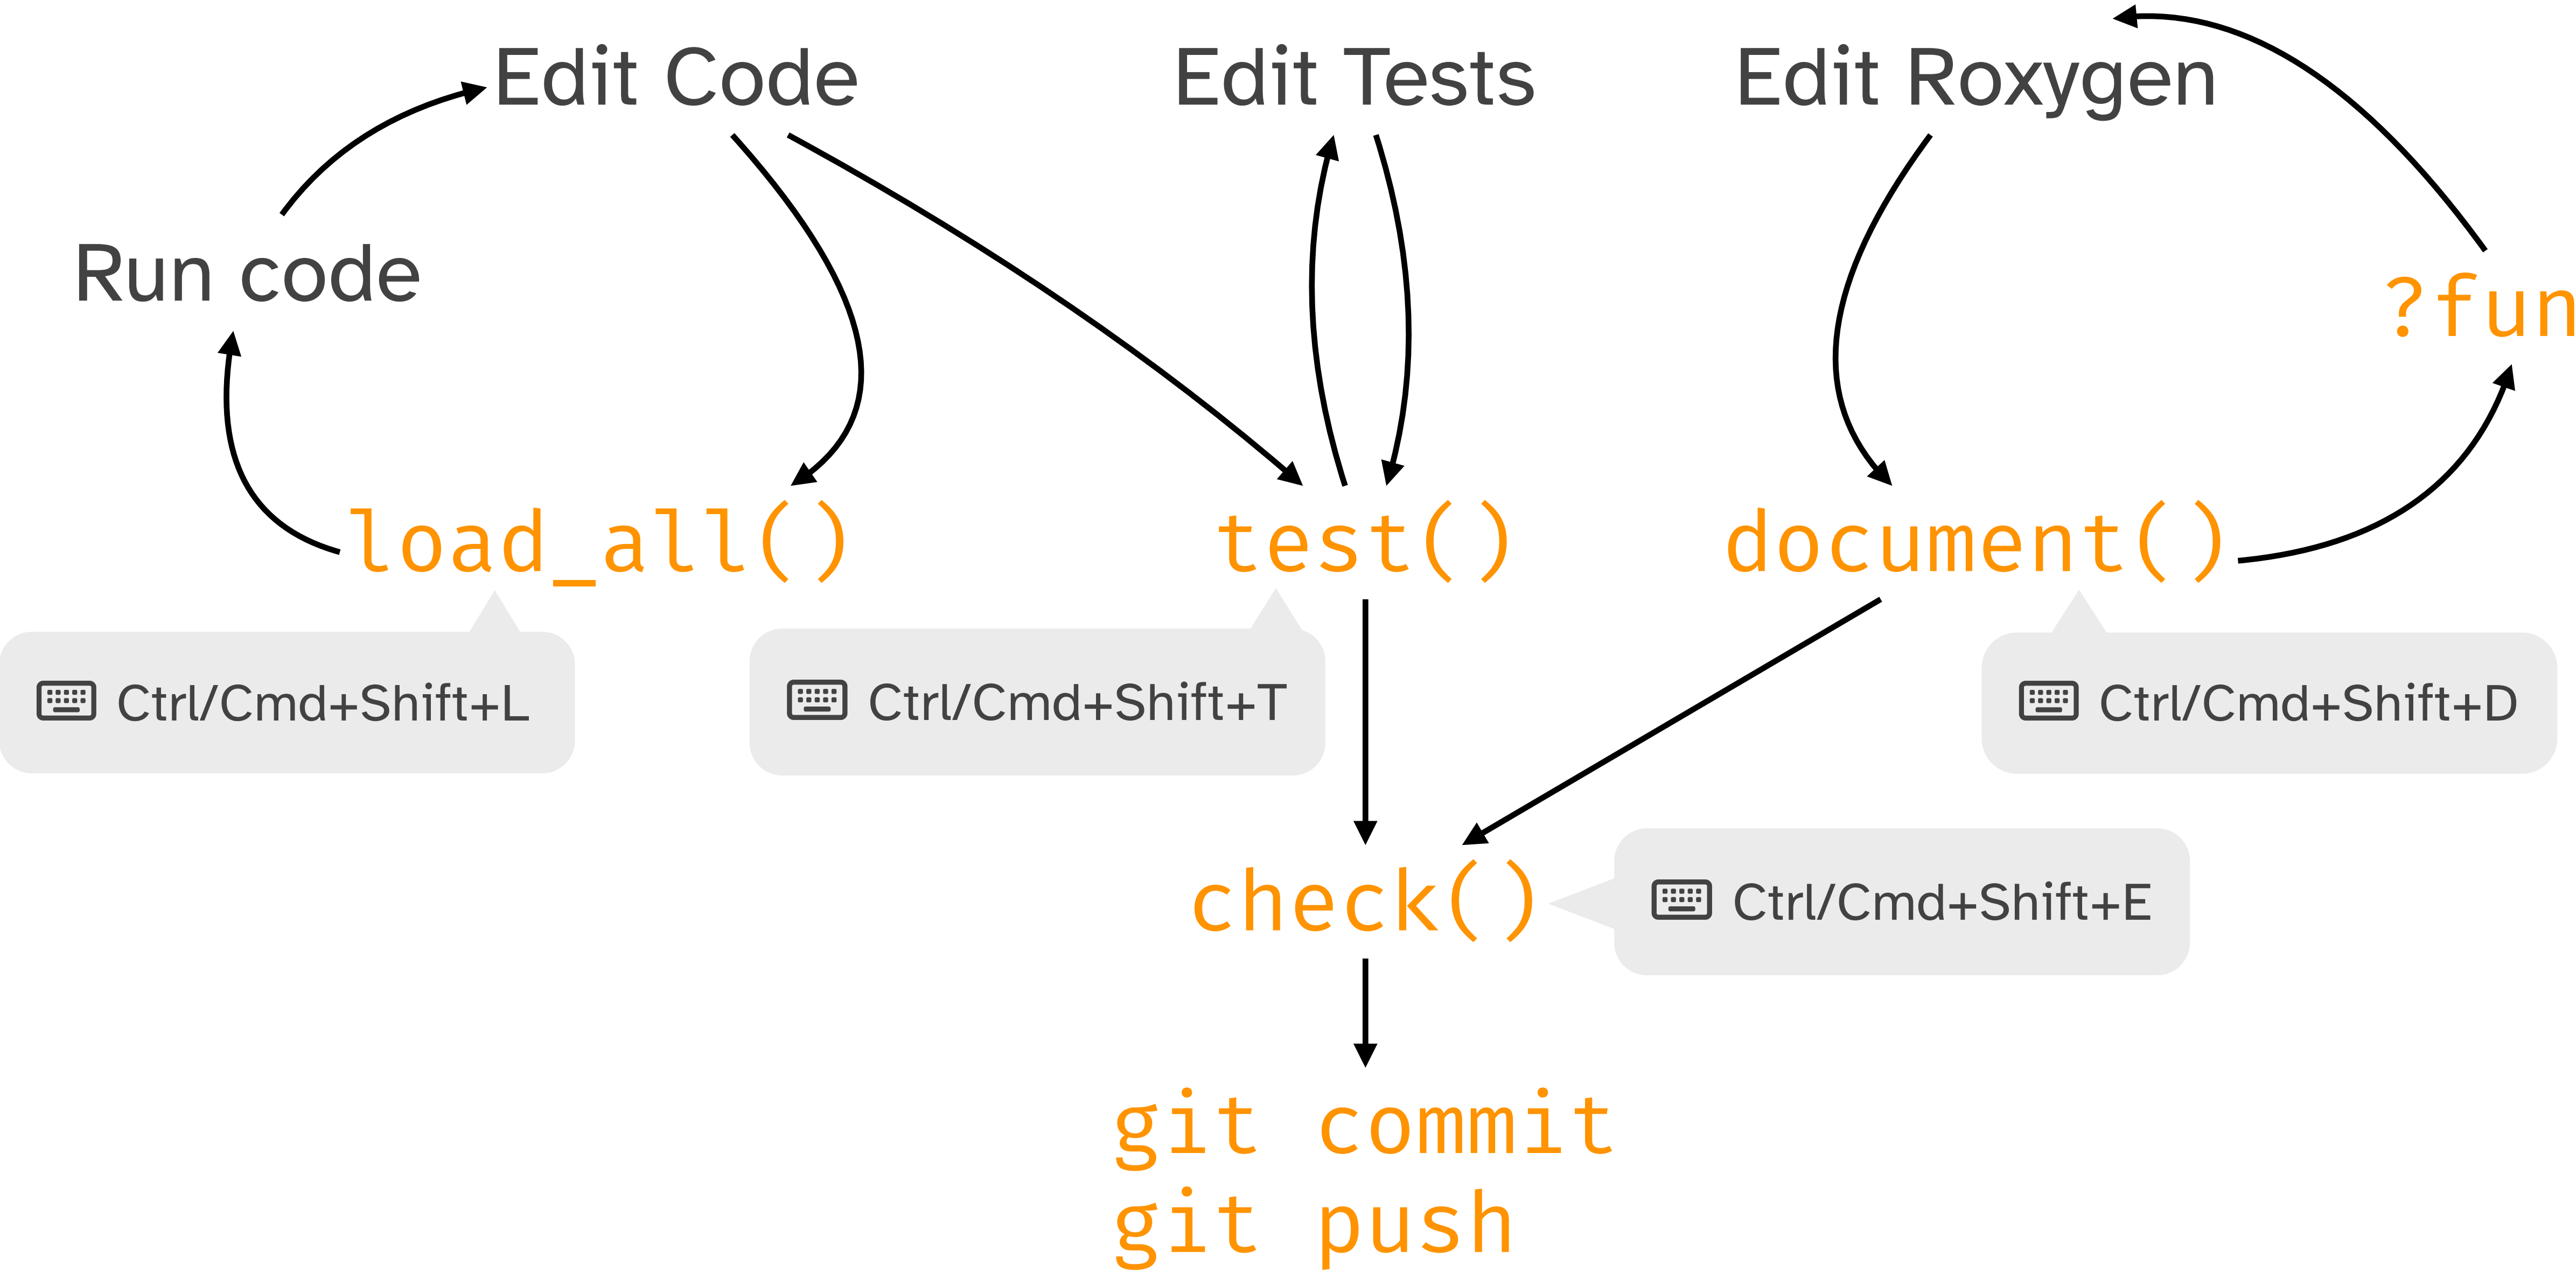 Edit Code
Edit Tests
Edit Roxygen
Run code
?fun
load_all()
test()
document()
Ctrl/Cmd+Shift+L
Ctrl/Cmd+Shift+T
Ctrl/Cmd+Shift+D
check()
Ctrl/Cmd+Shift+E
git commit
git push